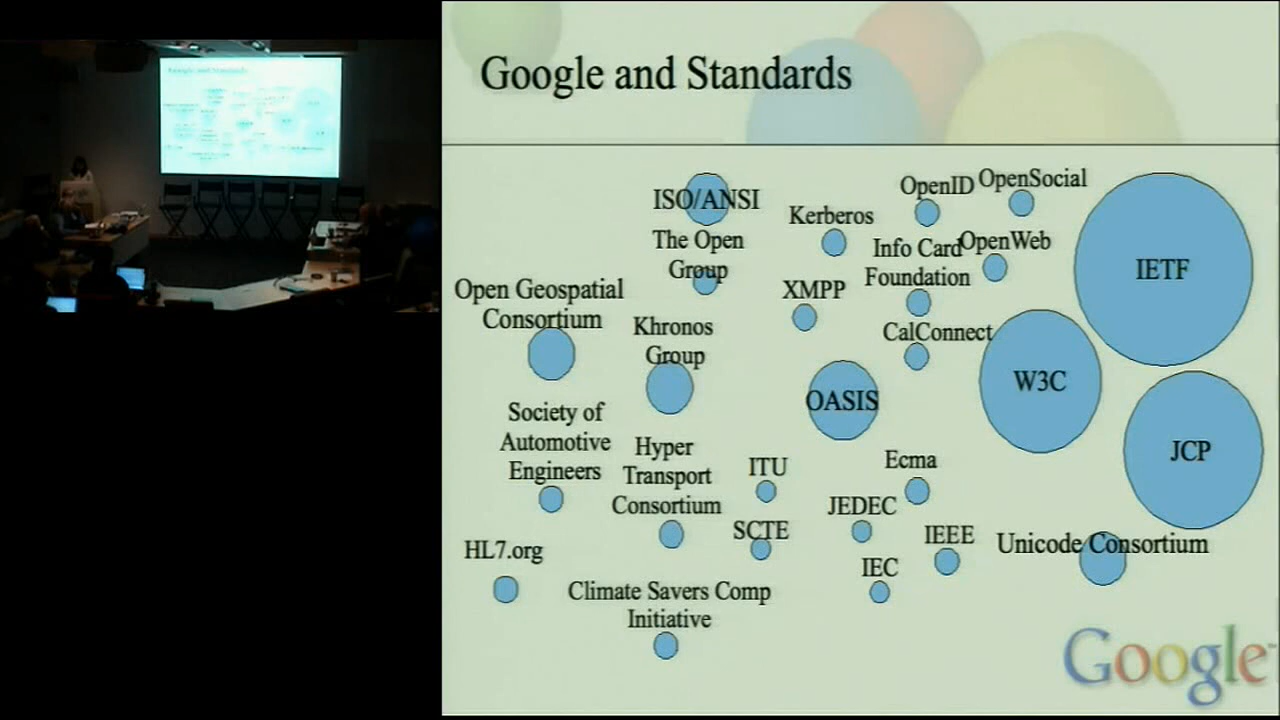 Google and Standards
ISO/ANSI
OpenID
OpenSocial
Kerberos
The Open
Group
Info Card
Foundation
OpenWeb
IETF
Open Geospatial
Consortium
XMPP
Khronos
Group
CalConnect
W3C
OASIS
Society of
Automotive
Engineers
Hyper
Transport
Consortium
ITU
Ecma
JCP
JEDEC
SCTE
IEEE
Unicode Consortium
HL7.org
IEC
Climate Savers Comp
Initiative
Google™